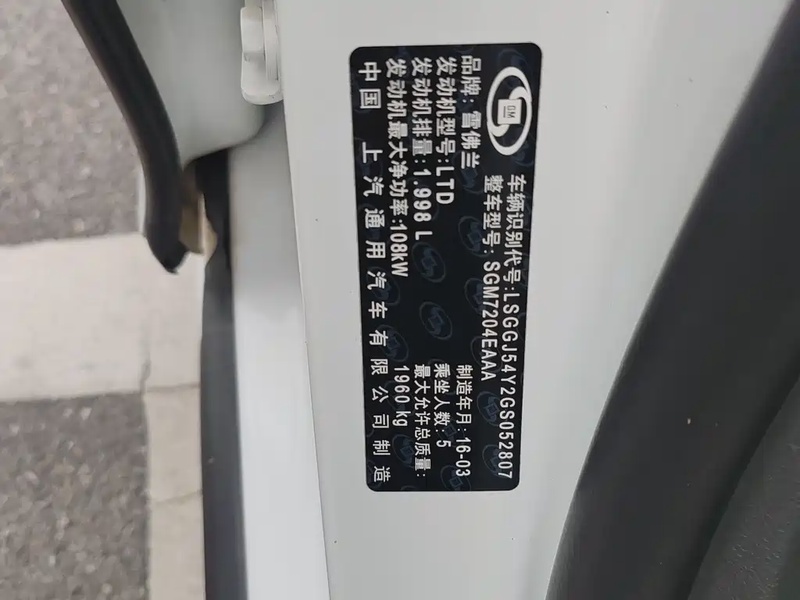 GM
车辆识别代号:LSGGJ54Y2GS052807
整车型号:SGM7204EAAA
品牌:雪佛兰 制造年月:16-03
发动机型号:LTD 乘坐人数:5
发动机排量:1.998 L 最大允许总质量:
发动机最大净功率:108kW 1960 kg
中国 上汽通用汽车有限公司制造